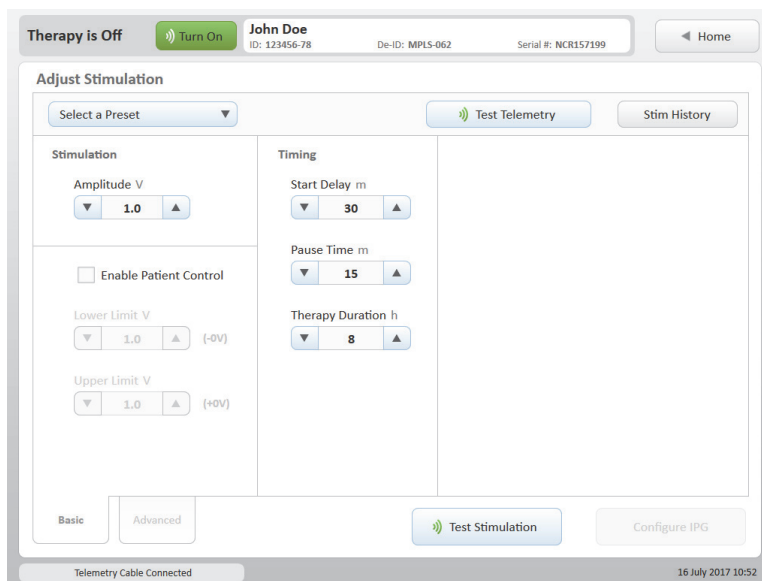 Therapy is Off
Turn On
John Doe
ID: 123456-78 De-ID: MPLS-062 Serial #: NCR157199
Home
Adjust Stimulation
Select a Preset
Test Telemetry
Stim History
Stimulation
Amplitude V
1.0
Enable Patient Control
Lower Limit V
1.0 (-0V)
Upper Limit V
1.0 (+0V)
Timing
Start Delay m
30
Pause Time m
15
Therapy Duration h
8
Basic
Advanced
Test Stimulation
Configure IPG
Telemetry Cable Connected
16 July 2017 10:52